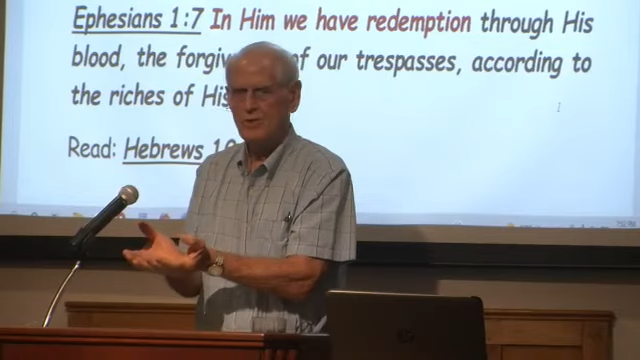 Ephesians 1:7 In Him we have redemption through His
blood, the of our trespasses, according to
the riches of
Read: Hebrews
hp